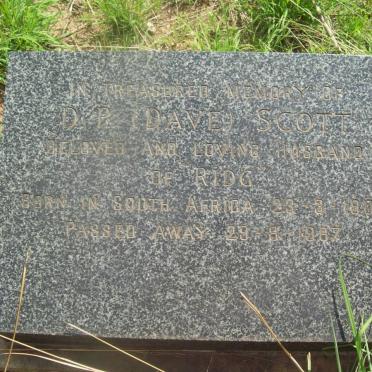 IN TREASURED MEMORY OF
D.R. (DAVE) SCOTT
BELOVED AND LOVING HUSBAND
OF RIDG
BORN IN SOUTH AFRICA
PASSED AWAY